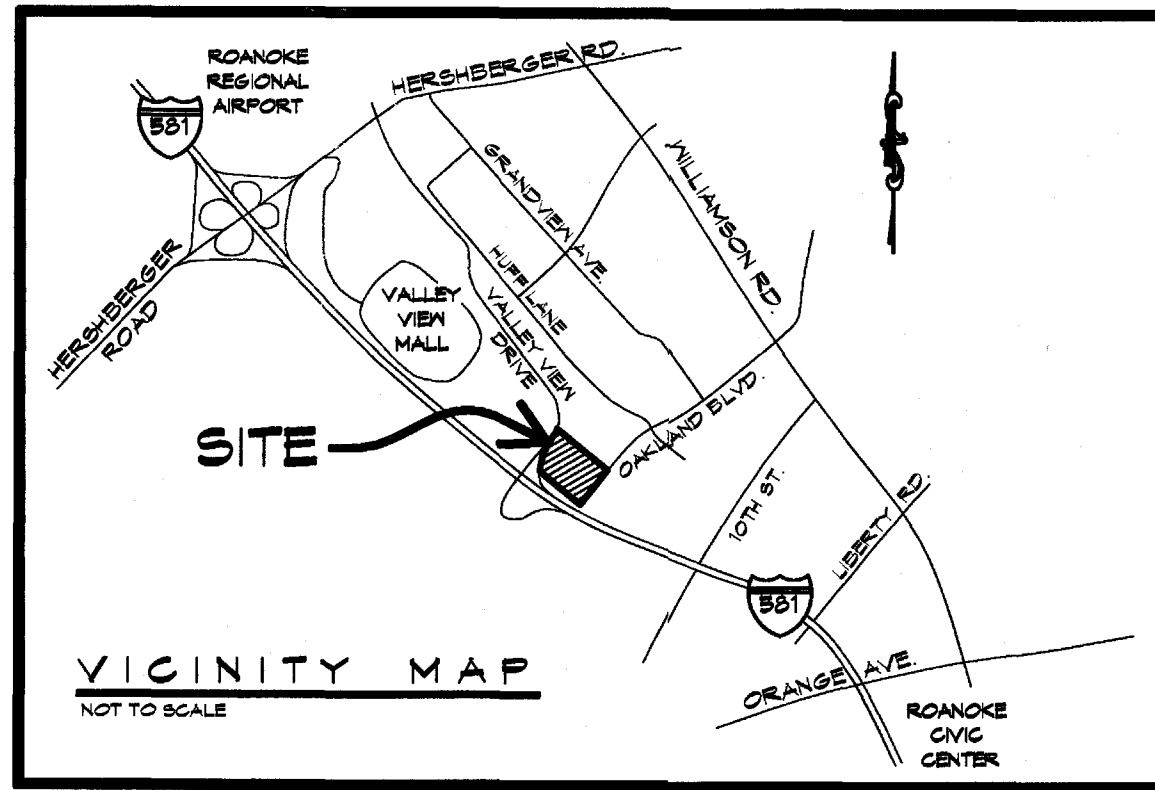 ROANOKE
REGIONAL
AIRPORT
581
HERSHBERGER RD.
GRANDVIEW AVE.
WILLIAMSON RD.
HERSHBERGER
ROAD
VALLEY
VIEW
MALL
HUFF LANE
VALLEY VIEW
DRIVE
SITE
OAKLAND BLVD.
10TH ST.
LIBERTY RD.
581
VICINITY MAP
NOT TO SCALE
ORANGE AVE.
ROANOKE
CIVIC
CENTER